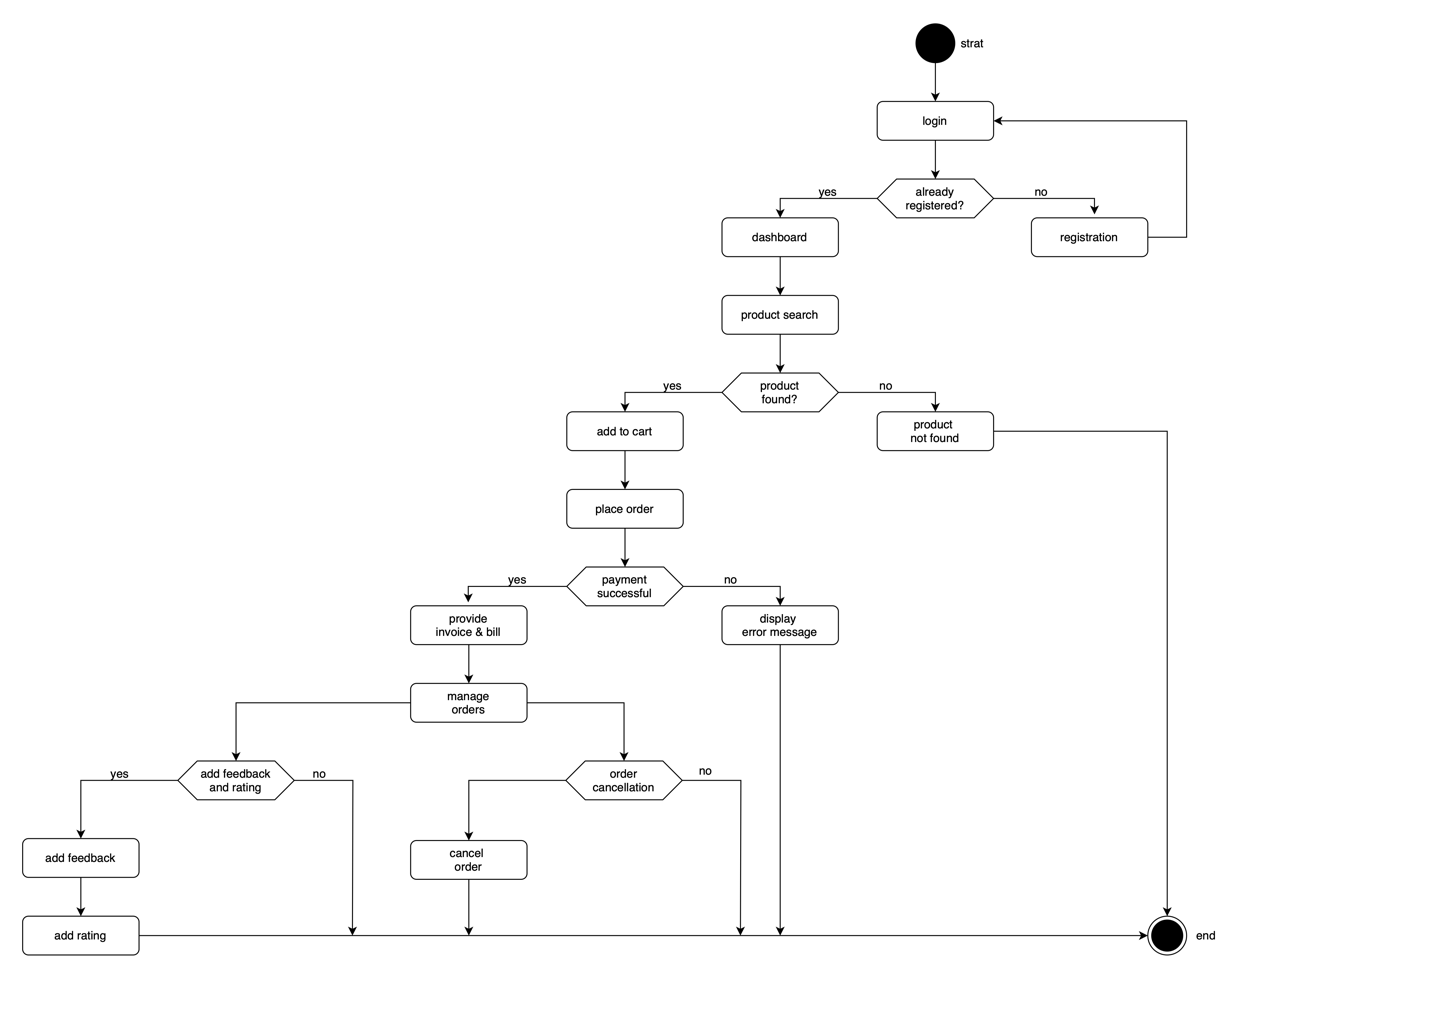 strat
login
already
registered?
yes
no
dashboard
registration
product search
product
found?
yes
no
add to cart
product
not found
place order
payment
successful
yes
no
provide
invoice & bill
display
error message
manage
orders
add feedback
and rating
yes
no
order
cancellation
no
add feedback
cancel
order
add rating
end